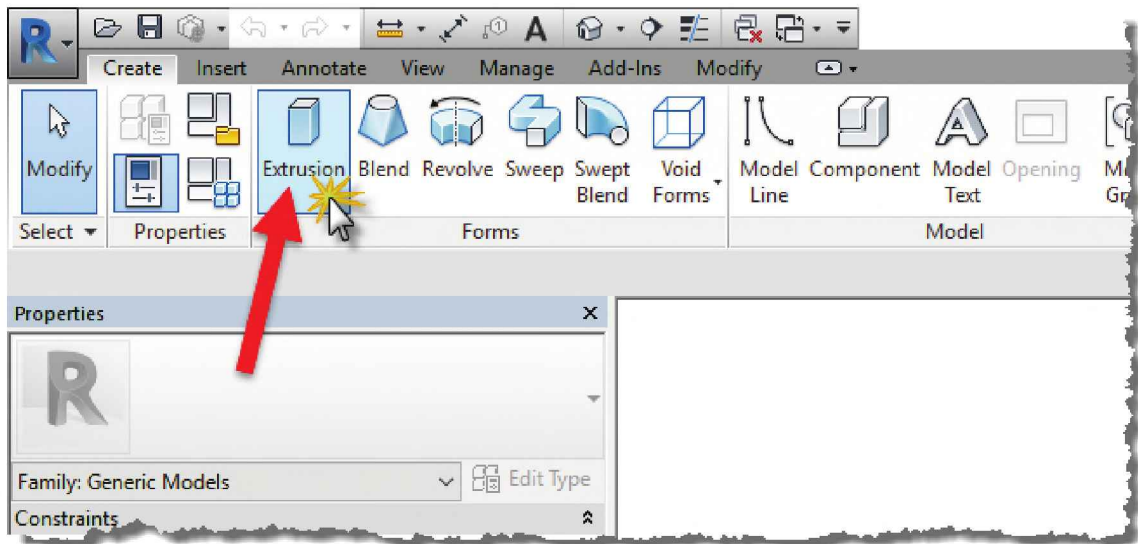 Create Insert Annotate View Manage Add-Ins Modify
Modify Extrusion Blend Revolve Sweep Swept Void Model Component Model Opening
Blend Forms Line Text
Select Properties Forms Model
Properties
Family: Generic Models Edit Type
Constraints